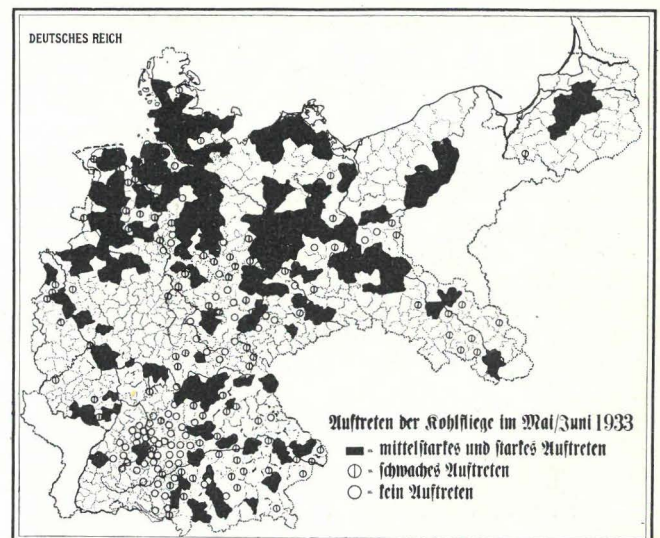 DEUTSCHES REICH
Auftreten der Kohlfliege im Mai/Juni 1933
■ = mittelstarkes und starkes Auftreten
⦶ = schwaches Auftreten
○ = kein Auftreten